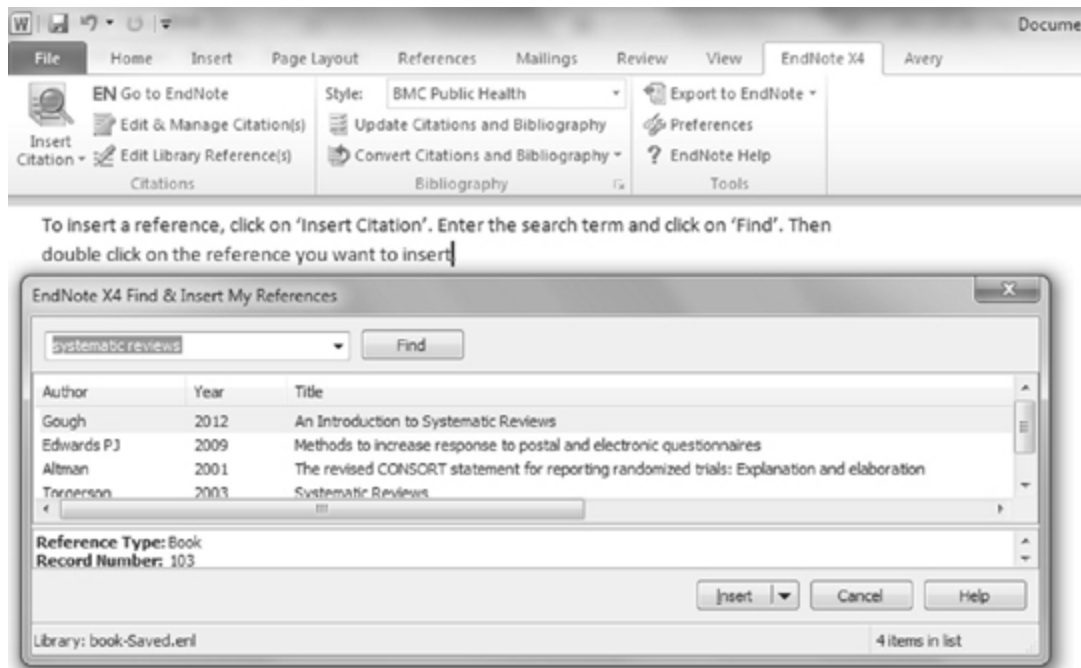 W
Docume
File Home Insert Page Layout References Mailings Review View EndNote X4 Avery
Insert Citation
EN Go to EndNote
Edit & Manage Citation(s)
Edit Library Reference(s)
Citations
Style: BMC Public Health
Update Citations and Bibliography
Convert Citations and Bibliography
Bibliography
Export to EndNote
Preferences
? EndNote Help
Tools
To insert a reference, click on ‘Insert Citation’. Enter the search term and click on ‘Find’. Then
double click on the reference you want to insert
EndNote X4 Find & Insert My References
systematic reviews Find
Author Year Title
Gough 2012 An Introduction to Systematic Reviews
Edwards PJ 2009 Methods to increase response to postal and electronic questionnaires
Altman 2001 The revised CONSORT statement for reporting randomized trials: Explanation and elaboration
Torgerson 2003 Systematic Reviews
Reference Type: Book
Record Number: 103
Insert Cancel Help
Library: book-Saved.enl 4 items in list